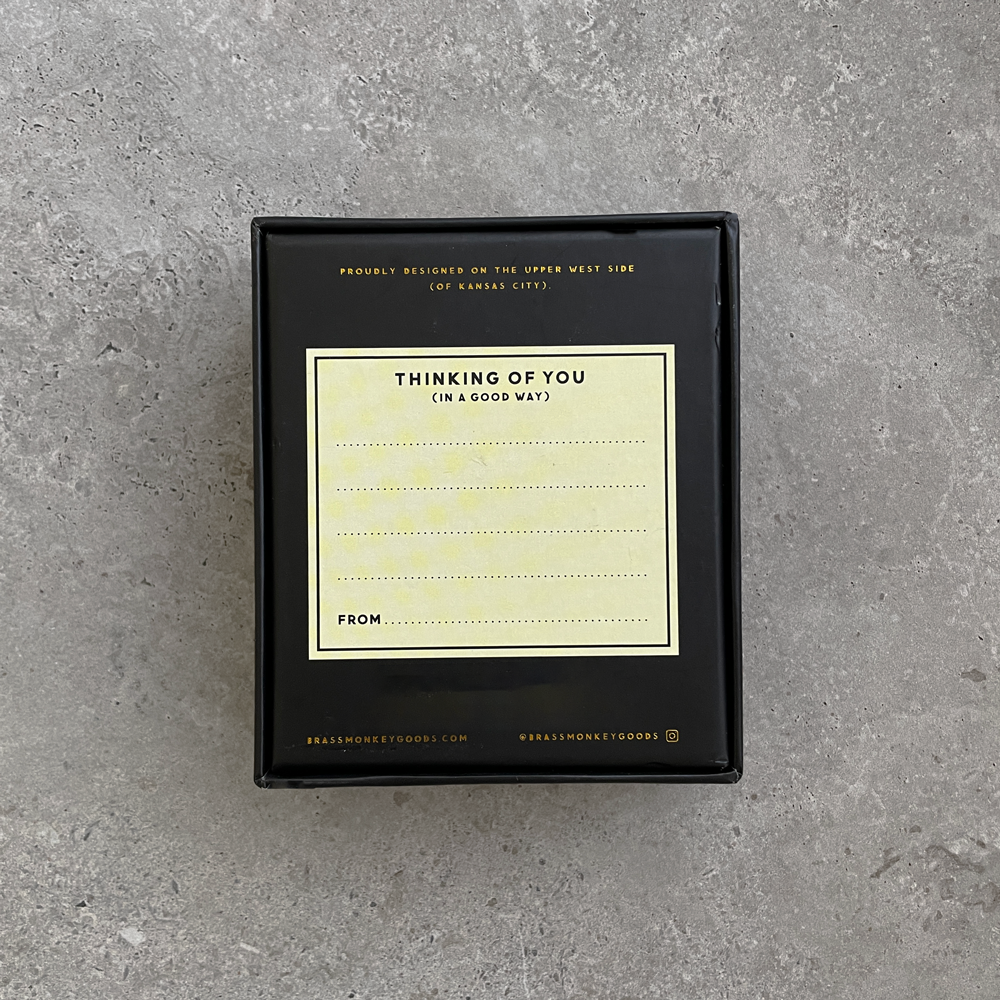 PROUDLY DESIGNED ON THE UPPER WEST SIDE
(OF KANSAS CITY).
THINKING OF YOU
(IN A GOOD WAY)
FROM
BRASSMONKEYGOODS.COM
@BRASSMONKEYGOODS